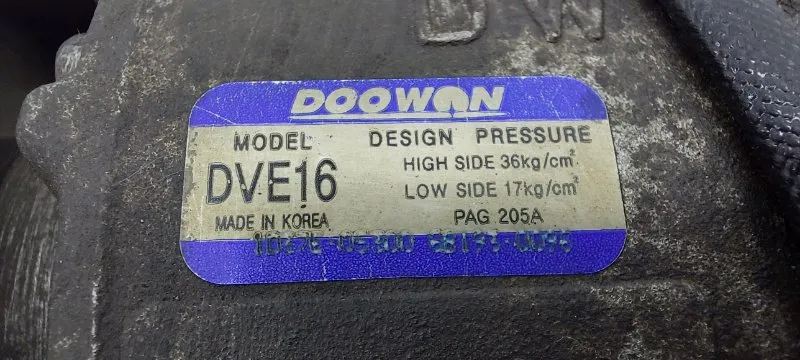 DOOWON
MODEL
DESIGN PRESSURE
DVE16
HIGH SIDE 36kg/cm²
LOW SIDE 17kg/cm²
MADE IN KOREA
PAG 205A